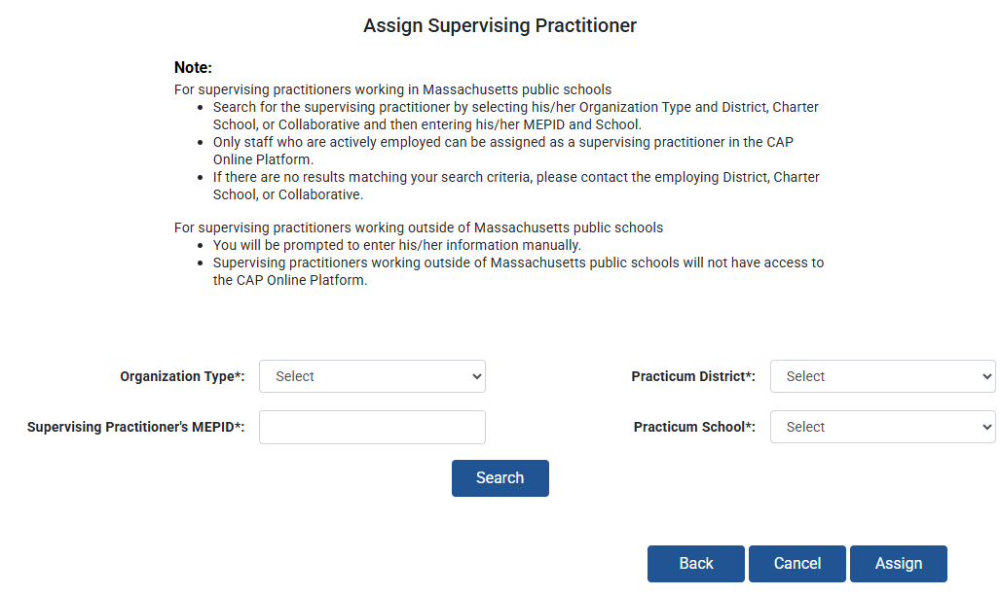 Assign Supervising Practitioner
Note:
For supervising practitioners working in Massachusetts public schools
• Search for the supervising practitioner by selecting his/her Organization Type and District, Charter
School, or Collaborative and then entering his/her MEPID and School.
• Only staff who are actively employed can be assigned as a supervising practitioner in the CAP
Online Platform.
• If there are no results matching your search criteria, please contact the employing District, Charter
School, or Collaborative.
For supervising practitioners working outside of Massachusetts public schools
• You will be prompted to enter his/her information manually.
• Supervising practitioners working outside of Massachusetts public schools will not have access to
the CAP Online Platform.
Organization Type*: Select Practicum District*: Select
Supervising Practitioner's MEPID*: Practicum School*: Select
Search
Back Cancel Assign